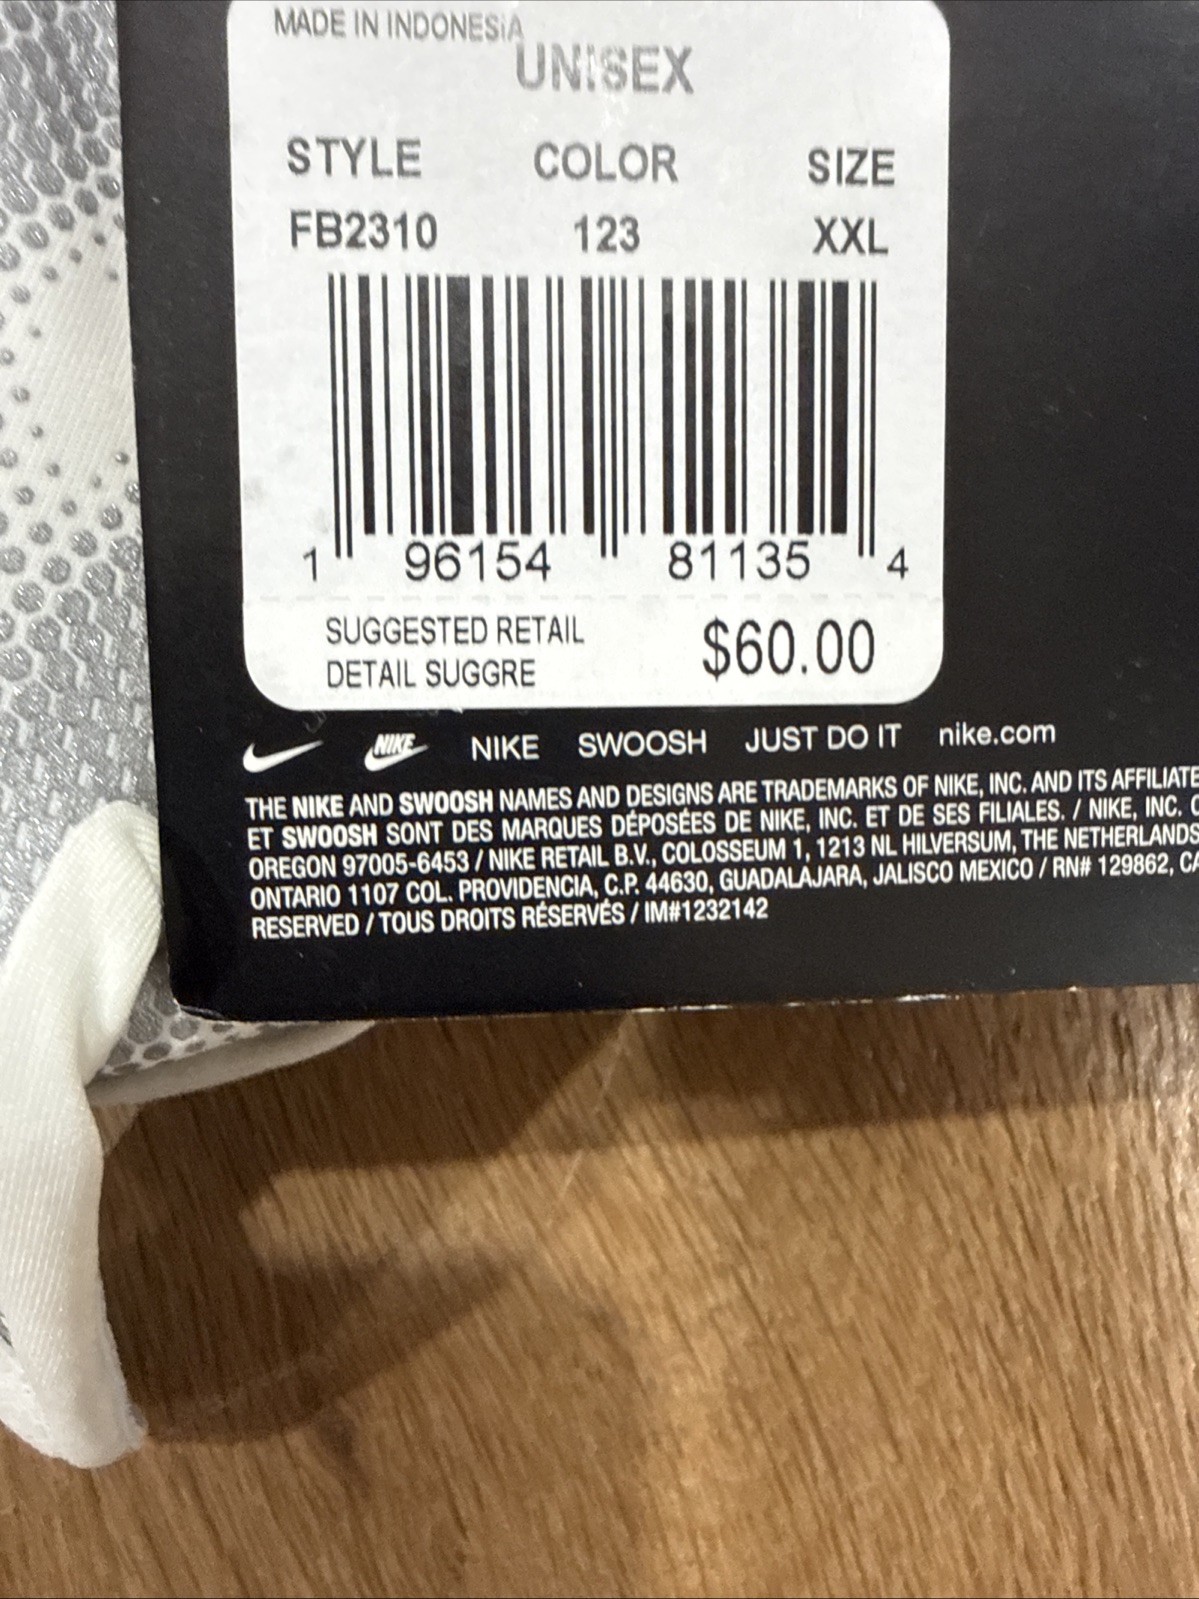 MADE IN INDONESIA
UNISEX
STYLE COLOR SIZE
FB2310 123 XXL
1 96154 81135 4
SUGGESTED RETAIL
DETAIL SUGGRE
$60.00
NIKE NIKE SWOOSH JUST DO IT nike.com
THE NIKE AND SWOOSH NAMES AND DESIGNS ARE TRADEMARKS OF NIKE, INC. AND ITS AFFILIATE
ET SWOOSH SONT DES MARQUES DÉPOSÉES DE NIKE, INC. ET DE SES FILIALES. / NIKE, INC.
OREGON 97005-6453 / NIKE RETAIL B.V., COLOSSEUM 1, 1213 NL HILVERSUM, THE NETHERLANDS
ONTARIO 1107 COL. PROVIDENCIA, C.P. 44630, GUADALAJARA, JALISCO MEXICO / RN# 129862, CA
RESERVED / TOUS DROITS RÉSERVÉS / IM#1232142